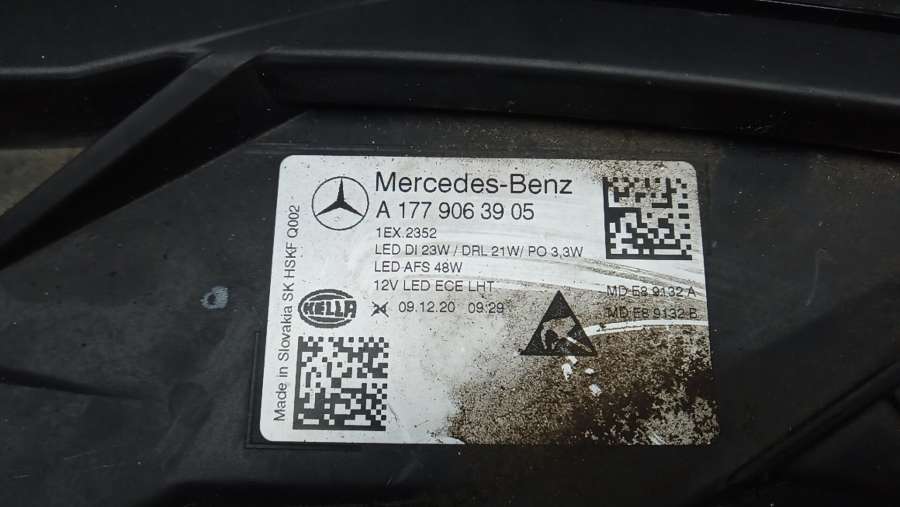 Mercedes-Benz
A 177 906 39 05
1EX.2352
LED DI 23W / DRL 21W/ PO 3,3W
LED AFS 48W
12V LED ECE LHT
HELLA
09.12.20 09:29
MD E8 9132 A
MD E8 9132 B
Made in Slovakia SK HSKF Q002